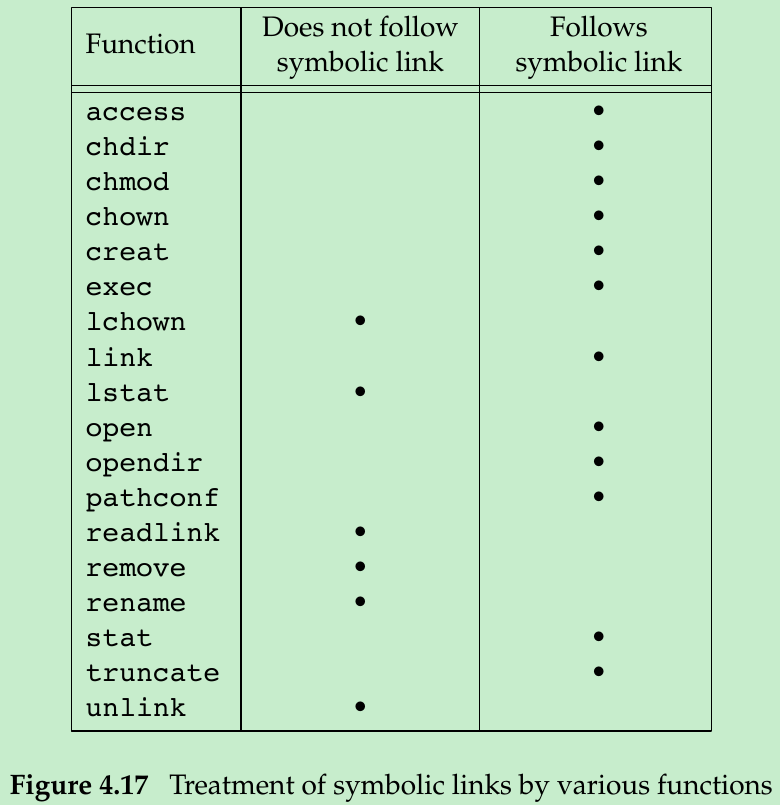 Function Does not follow symbolic link Follows symbolic link
access •
chdir •
chmod •
chown •
creat •
exec •
lchown •
link •
lstat •
open •
opendir •
pathconf •
readlink •
remove •
rename •
stat •
truncate •
unlink •
Figure 4.17 Treatment of symbolic links by various functions